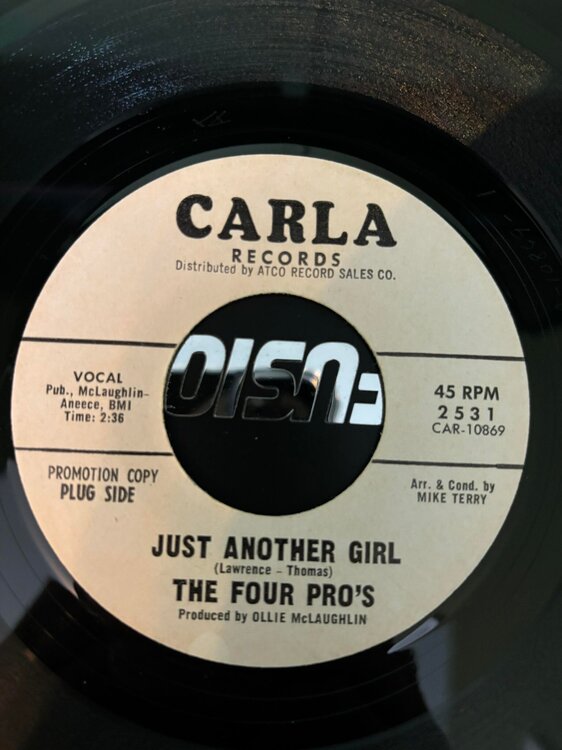 CARLA
RECORDS
Distributed by ATCO RECORD SALES CO.
VOCAL
Pub., McLaughlin-
Aneece, BMI
Time: 2:36
45 RPM
2531
CAR-10869
PROMOTION COPY
PLUG SIDE
Arr. & Cond. by
MIKE TERRY
JUST ANOTHER GIRL
(Lawrence - Thomas)
THE FOUR PRO'S
Produced by OLLIE McLAUGHLIN